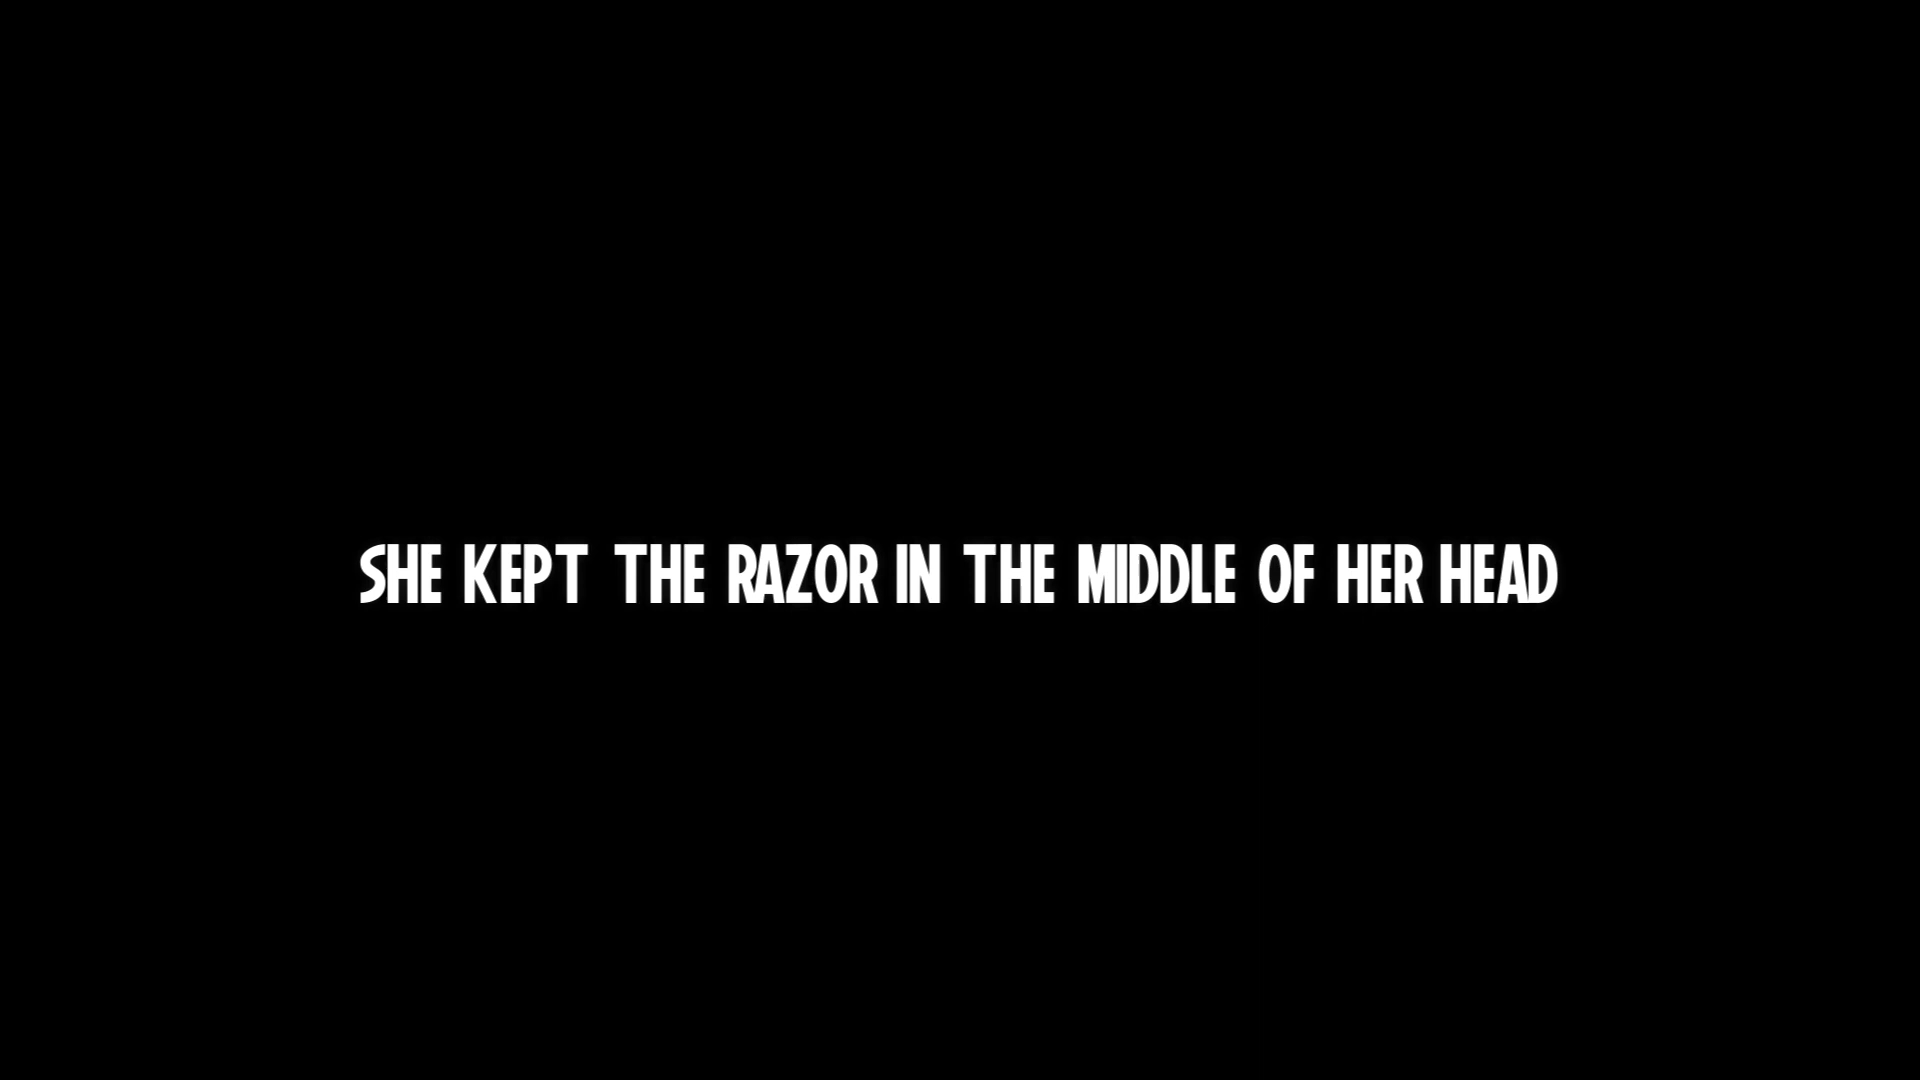 SHE KEPT THE RAZOR IN THE MIDDLE OF HER HEAD